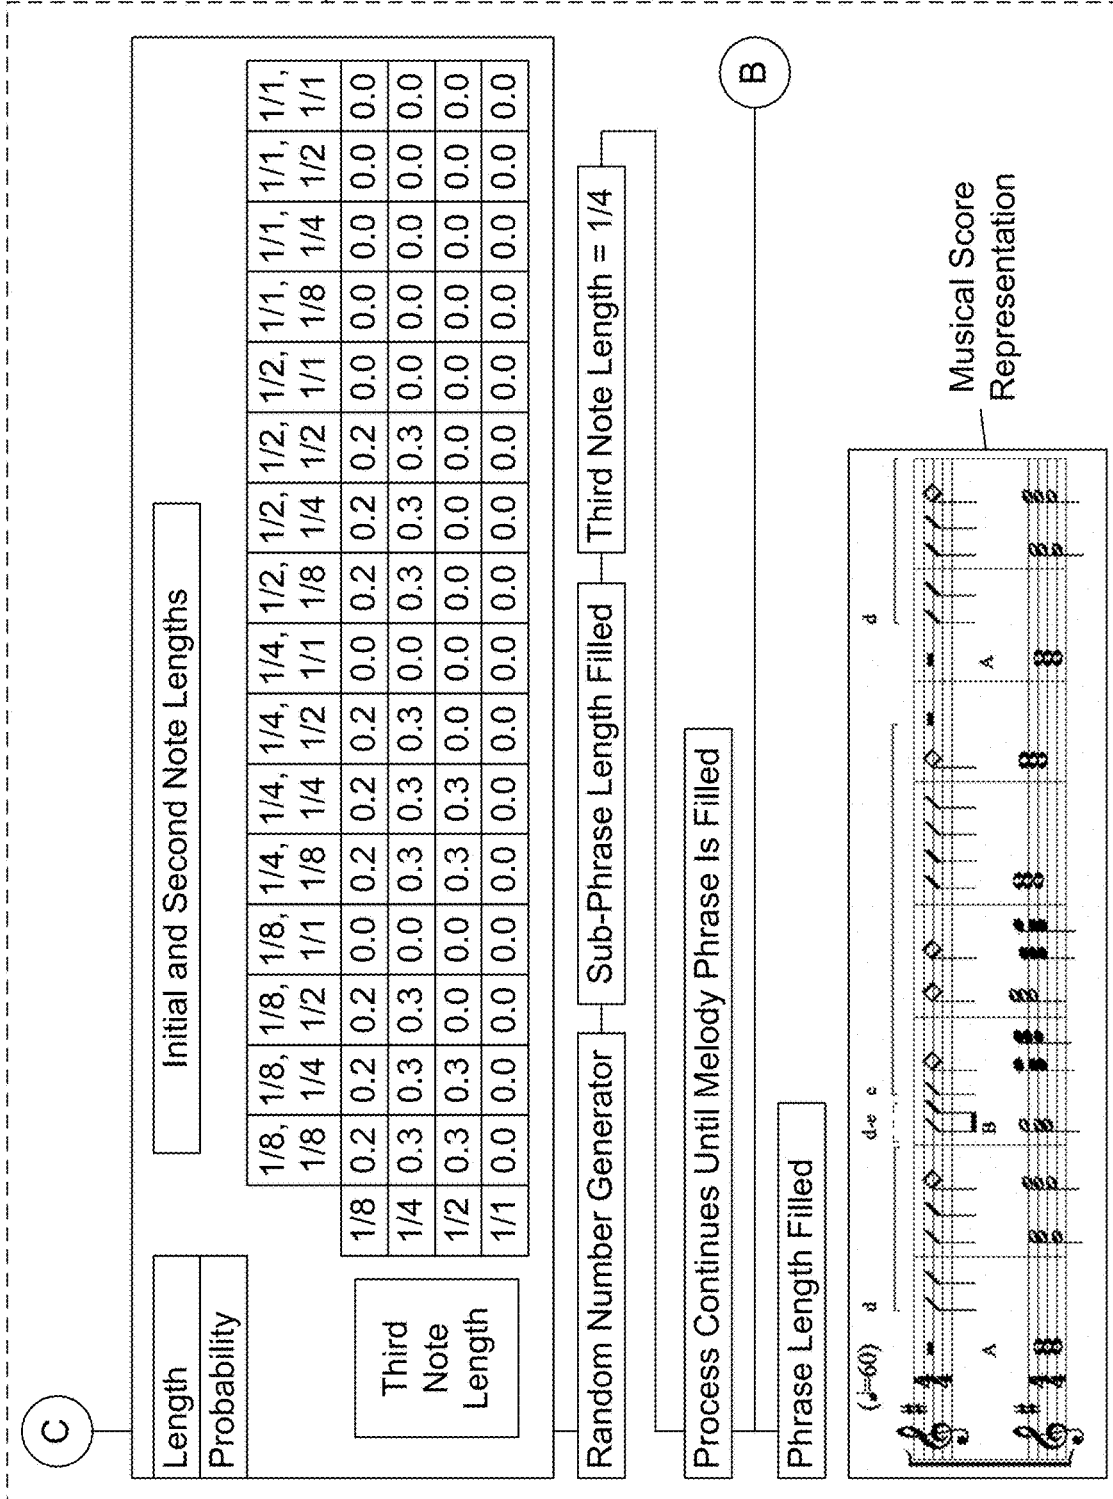 C
Length
Initial and Second Note Lengths
Probability
1/8, 1/8, 1/8, 1/8, 1/4, 1/4, 1/4, 1/4, 1/2, 1/2, 1/2, 1/2, 1/1, 1/1, 1/1, 1/1,
1/8 1/4 1/2 1/1 1/8 1/4 1/2 1/1 1/8 1/4 1/2 1/1 1/8 1/4 1/2 1/1
1/8 0.2 0.2 0.2 0.0 0.2 0.2 0.2 0.0 0.2 0.2 0.2 0.0 0.0 0.0 0.0 0.0
1/4 0.3 0.3 0.3 0.0 0.3 0.3 0.3 0.0 0.3 0.3 0.3 0.0 0.0 0.0 0.0 0.0
1/2 0.3 0.3 0.0 0.0 0.3 0.3 0.0 0.0 0.0 0.0 0.0 0.0 0.0 0.0 0.0 0.0
1/1 0.0 0.0 0.0 0.0 0.0 0.0 0.0 0.0 0.0 0.0 0.0 0.0 0.0 0.0 0.0 0.0
Third
Note
Length
Random Number Generator
Sub-Phrase Length Filled
Third Note Length = 1/4
Process Continues Until Melody Phrase Is Filled
B
Phrase Length Filled
(♩=60)
d d-e c d
A B A
Musical Score
Representation